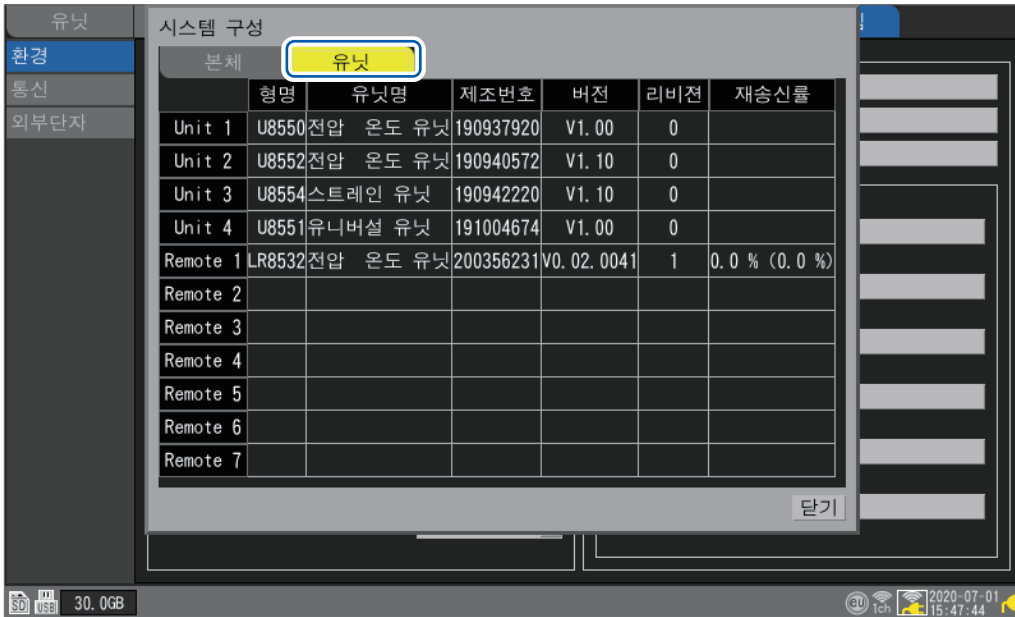 유닛
시스템 구성
환경
통신
외부단자
본체 유닛
형명 유닛명 제조번호 버전 리비젼 재송신률
Unit 1 U8550 전압 온도 유닛 190937920 V1.00 0
Unit 2 U8552 전압 온도 유닛 190940572 V1.10 0
Unit 3 U8554 스트레인 유닛 190942220 V1.10 0
Unit 4 U8551 유니버설 유닛 191004674 V1.00 0
Remote 1 LR8532 전압 온도 유닛 200356231 V0.02.0041 1 0.0 % (0.0 %)
Remote 2
Remote 3
Remote 4
Remote 5
Remote 6
Remote 7
닫기
SD USB 30.0GB eU 1ch 2020-07-01
15:47:44